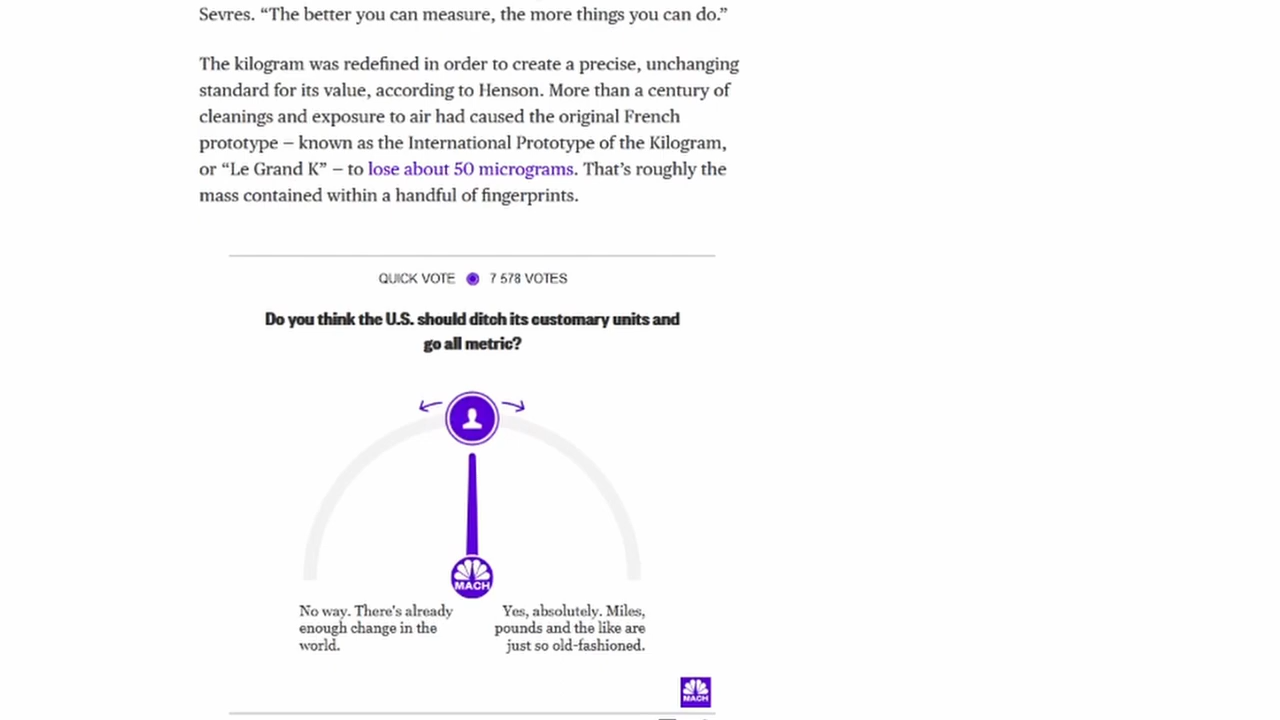 Sevres. “The better you can measure, the more things you can do.”
The kilogram was redefined in order to create a precise, unchanging
standard for its value, according to Henson. More than a century of
cleanings and exposure to air had caused the original French
prototype – known as the International Prototype of the Kilogram,
or “Le Grand K” – to lose about 50 micrograms. That’s roughly the
mass contained within a handful of fingerprints.
QUICK VOTE 7 578 VOTES
Do you think the U.S. should ditch its customary units and
go all metric?
MACH
No way. There's already
enough change in the
world.
Yes, absolutely. Miles,
pounds and the like are
just so old-fashioned.
MACH